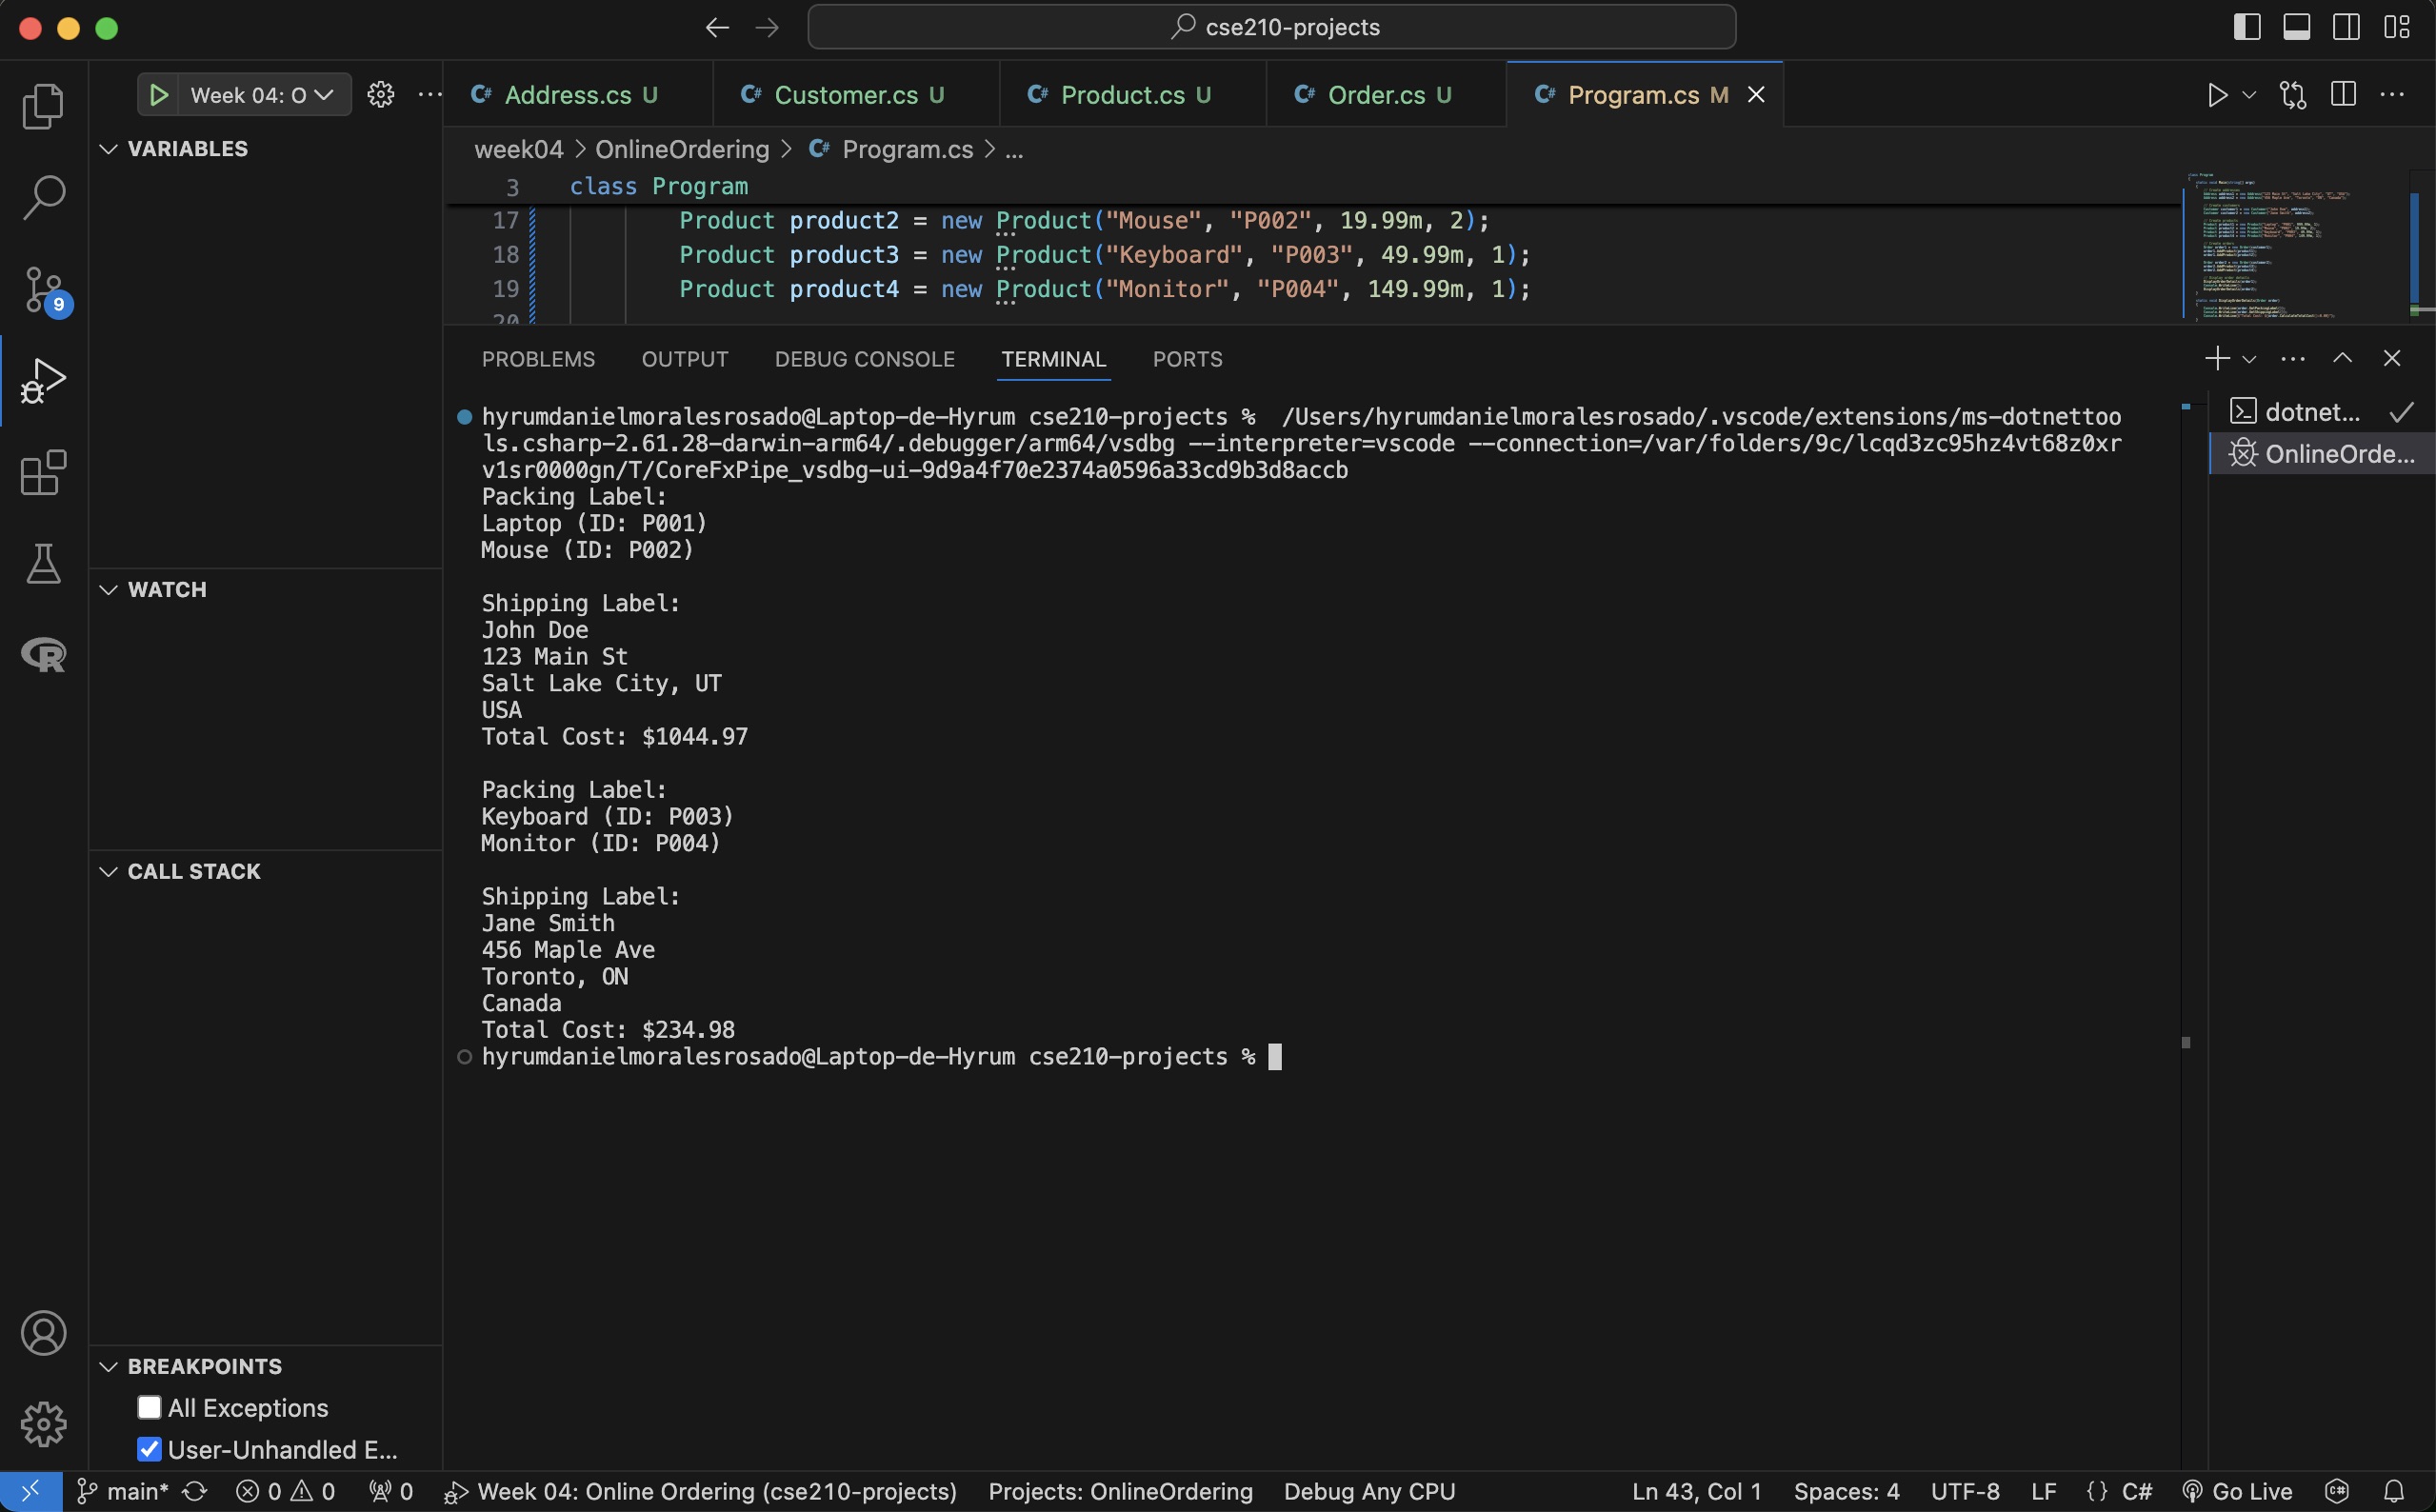 cse210-projects
Week 04: O
Address.cs U
Customer.cs U
Product.cs U
Order.cs U
Program.cs M
VARIABLES
week04 > OnlineOrdering > C# Program.cs > ...
3 class Program
17 Product product2 = new Product("Mouse", "P002", 19.99m, 2);
18 Product product3 = new Product("Keyboard", "P003", 49.99m, 1);
19 Product product4 = new Product("Monitor", "P004", 149.99m, 1);
20
PROBLEMS OUTPUT DEBUG CONSOLE TERMINAL PORTS
hyrumdanielmoralesrosado@Laptop-de-Hyrum cse210-projects %  /Users/hyrumdanielmoralesrosado/.vscode/extensions/ms-dotnettoo
ls.csharp-2.61.28-darwin-arm64/.debugger/arm64/vsdbg --interpreter=vscode --connection=/var/folders/9c/lcqd3zc95hz4vt68z0xr
v1sr0000gn/T/CoreFxPipe_vsdbg-ui-9d9a4f70e2374a0596a33cd9b3d8accb
Packing Label:
Laptop (ID: P001)
Mouse (ID: P002)
Shipping Label:
John Doe
123 Main St
Salt Lake City, UT
USA
Total Cost: $1044.97
Packing Label:
Keyboard (ID: P003)
Monitor (ID: P004)
Shipping Label:
Jane Smith
456 Maple Ave
Toronto, ON
Canada
Total Cost: $234.98
hyrumdanielmoralesrosado@Laptop-de-Hyrum cse210-projects %
dotnet...
OnlineOrde...
9
WATCH
CALL STACK
BREAKPOINTS
All Exceptions
User-Unhandled E...
main* 0 0 0 Week 04: Online Ordering (cse210-projects) Projects: OnlineOrdering Debug Any CPU Ln 43, Col 1 Spaces: 4 UTF-8 LF {} C# Go Live